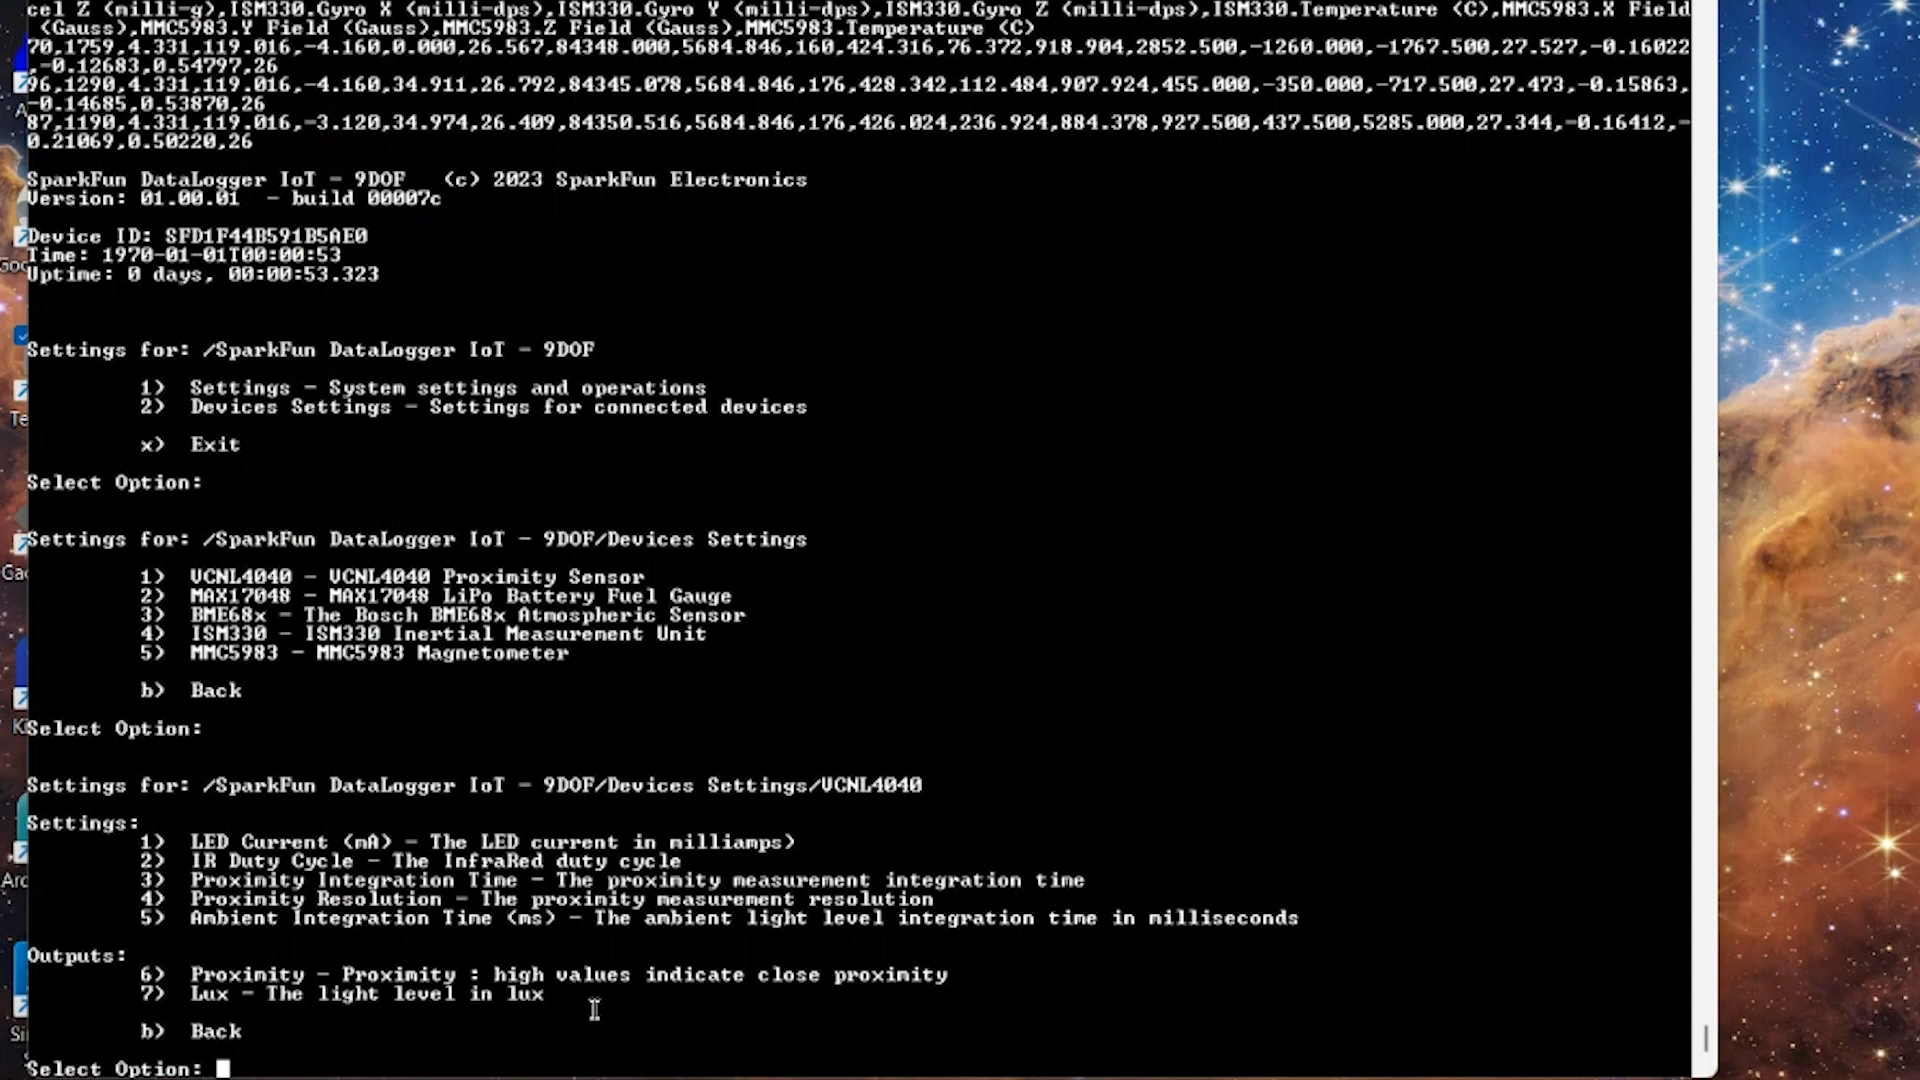 cel Z (milli-g),ISM330.Gyro X (milli-dps),ISM330.Gyro Y (milli-dps),ISM330.Gyro Z (milli-dps),ISM330.Temperature (C),MMC5983.X Field
(Gauss),MMC5983.Y Field (Gauss),MMC5983.Z Field (Gauss),MMC5983.Temperature (C)
70,1759,4.331,119.016,-4.160,0.000,26.567,84348.000,5684.846,160,424.316,76.372,918.904,2852.500,-1260.000,-1767.500,27.527,-0.16022
,-0.12683,0.54797,26
96,1290,4.331,119.016,-4.160,34.911,26.792,84345.078,5684.846,176,428.342,112.484,907.924,455.000,-350.000,-717.500,27.473,-0.15863,
-0.14685,0.53870,26
87,1190,4.331,119.016,-3.120,34.974,26.409,84350.516,5684.846,176,426.024,236.924,884.378,927.500,437.500,5285.000,27.344,-0.16412,-
0.21069,0.50220,26
SparkFun DataLogger IoT - 9DOF (c) 2023 SparkFun Electronics
Version: 01.00.01 - build 00007c
Device ID: SFD1F44B591B5AE0
Time: 1970-01-01T00:00:53
Uptime: 0 days, 00:00:53.323
Settings for: /SparkFun DataLogger IoT - 9DOF
1) Settings - System settings and operations
2) Devices Settings - Settings for connected devices
x) Exit
Select Option:
Settings for: /SparkFun DataLogger IoT - 9DOF/Devices Settings
1) VCNL4040 - VCNL4040 Proximity Sensor
2) MAX17048 - MAX17048 LiPo Battery Fuel Gauge
3) BME68x - The Bosch BME68x Atmospheric Sensor
4) ISM330 - ISM330 Inertial Measurement Unit
5) MMC5983 - MMC5983 Magnetometer
b) Back
Select Option:
Settings for: /SparkFun DataLogger IoT - 9DOF/Devices Settings/VCNL4040
Settings:
1) LED Current (mA) - The LED current in milliamps)
2) IR Duty Cycle - The InfraRed duty cycle
3) Proximity Integration Time - The proximity measurement integration time
4) Proximity Resolution - The proximity measurement resolution
5) Ambient Integration Time (ms) - The ambient light level integration time in milliseconds
Outputs:
6) Proximity - Proximity : high values indicate close proximity
7) Lux - The light level in lux
b) Back
Select Option: